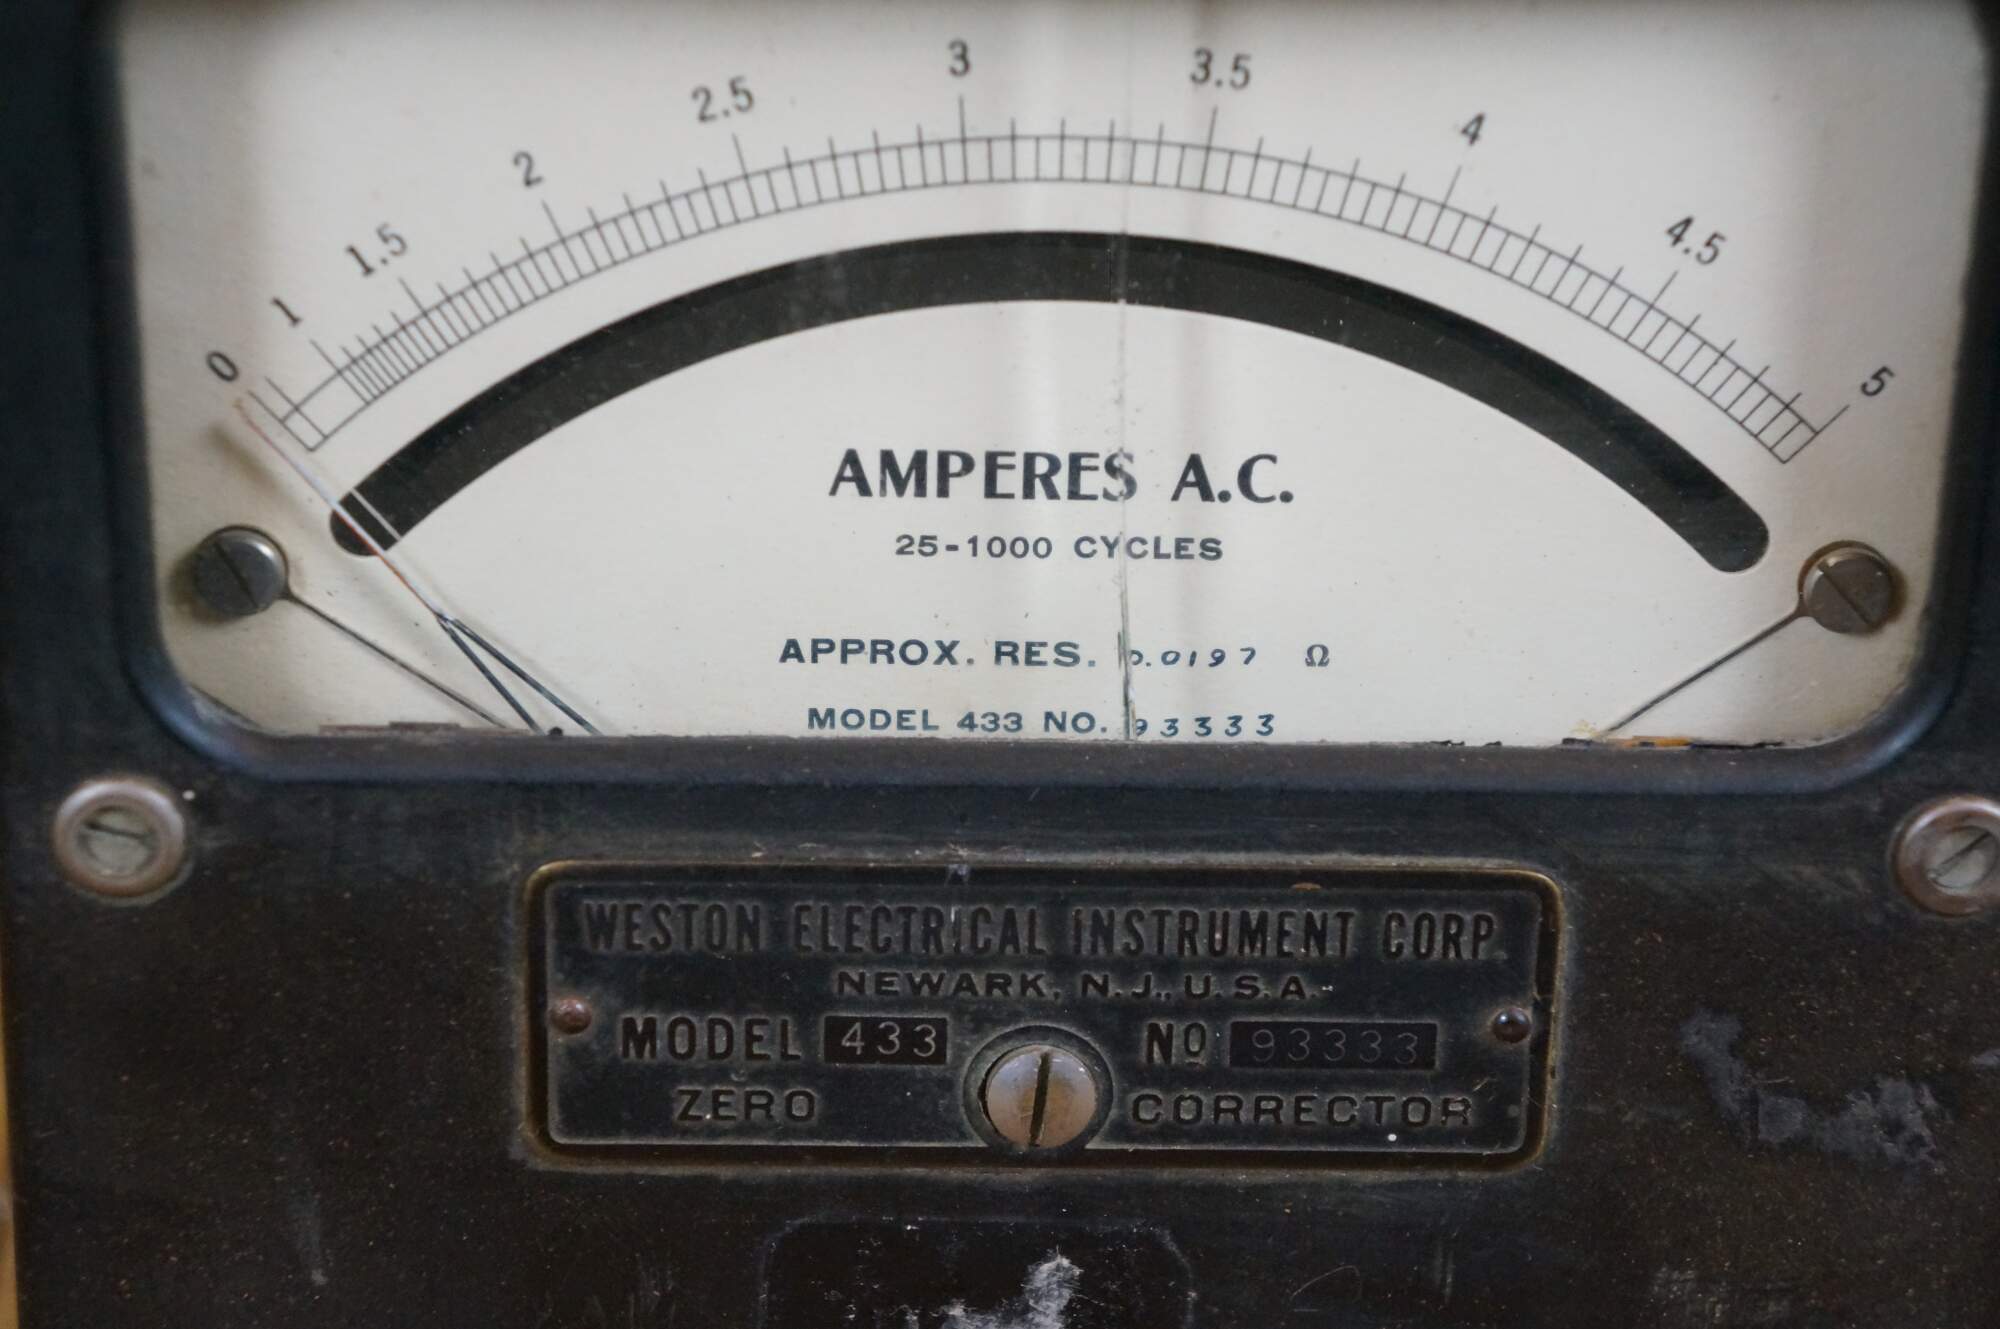 0 1 1.5 2 2.5 3 3.5 4 4.5 5
AMPERES A.C.
25-1000 CYCLES
APPROX. RES. 0.0197 Ω
MODEL 433 NO. 93333
WESTON ELECTRICAL INSTRUMENT CORP.
NEWARK, N.J., U.S.A.
MODEL 433 NO 93333
ZERO CORRECTOR